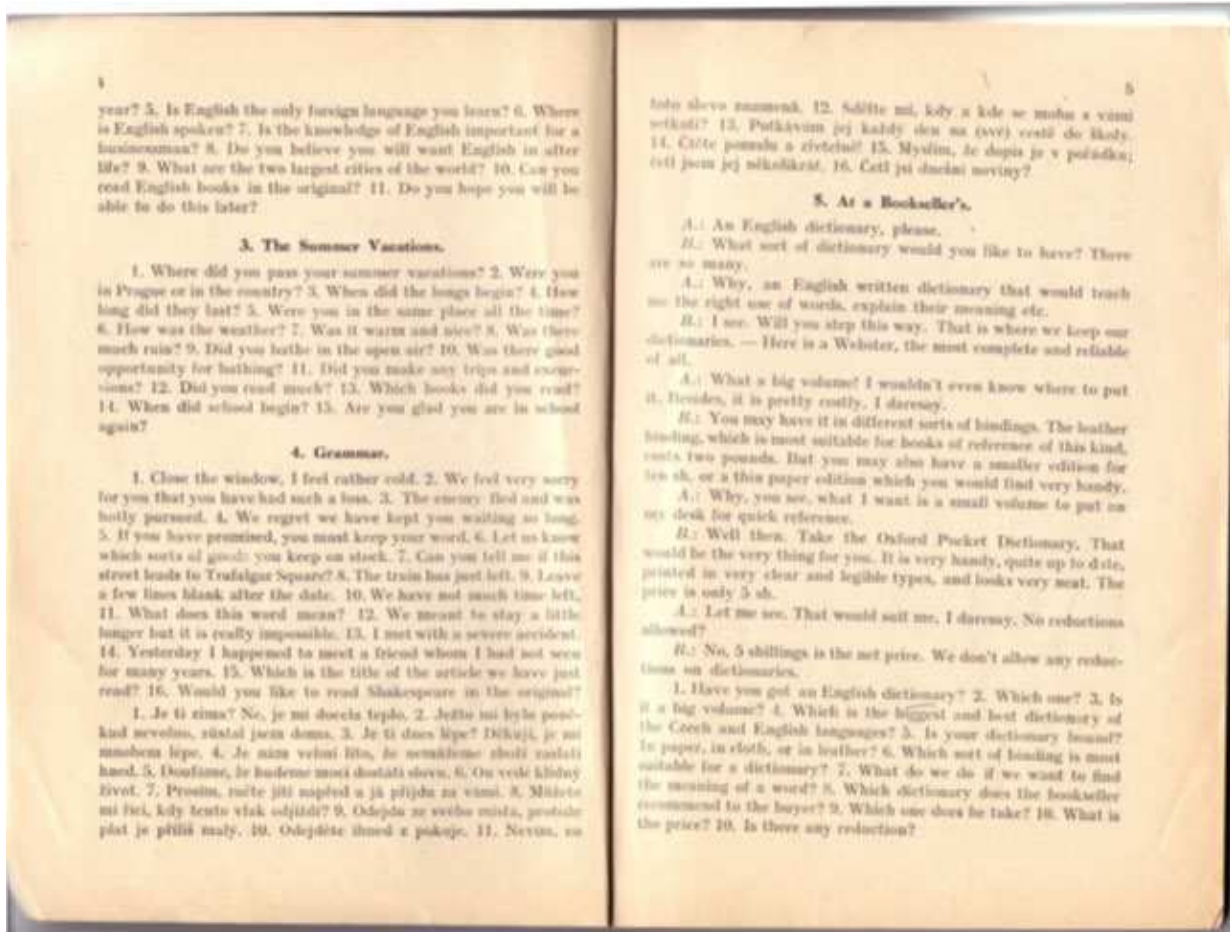 4
year? 5. Is English the only foreign language you learn? 6. Where
is English spoken? 7. Is the knowledge of English important for a
businessman? 8. Do you believe you will want English in after
life? 9. What are the two largest cities of the world? 10. Can you
read English books in the original? 11. Do you hope you will be
able to do this later?
3. The Summer Vacations.
1. Where did you pass your summer vacations? 2. Were you
in Prague or in the country? 3. When did the longs begin? 4. How
long did they last? 5. Were you in the same place all the time?
6. How was the weather? 7. Was it warm and nice? 8. Was there
much rain? 9. Did you bathe in the open air? 10. Was there good
opportunity for bathing? 11. Did you make any trips and excur-
sions? 12. Did you read much? 13. Which books did you read?
14. When did school begin? 15. Are you glad you are in school
again?
4. Grammar.
1. Close the window, I feel rather cold. 2. We feel very sorry
for you that you have had such a loss. 3. The enemy fled and was
hotly pursued. 4. We regret we have kept you waiting so long.
5. If you have promised, you must keep your word. 6. Let us know
which sorts of goods you keep on stock. 7. Can you tell me if this
street leads to Trafalgar Square? 8. The train has just left. 9. Leave
a few lines blank after the date. 10. We have not much time left.
11. What does this word mean? 12. We meant to stay a little
longer but it is really impossible. 13. I met with a severe accident.
14. Yesterday I happened to meet a friend whom I had not seen
for many years. 15. Which is the title of the article we have just
read? 16. Would you like to read Shakespeare in the original?
1. Je ti zima? Ne, je mi docela teplo. 2. Ježto mi bylo poně-
kud nevolno, zůstal jsem doma. 3. Je ti dnes lépe? Děkuji, je mi
mnohem lépe. 4. Je nám velmi líto, že nemůžeme zboží zaslati
hned. 5. Doufáme, že budeme moci dostáti slovu. 6. On vede klidný
život. 7. Prosím, račte jíti napřed a já přijdu za vámi. 8. Můžete
mi říci, kdy tento vlak odjíždí? 9. Odejdu ze svého místa, protože
plat je příliš malý. 10. Odejděte ihned z pokoje. 11. Nevím, co
5
toto slovo znamená. 12. Sdělte mi, kdy a kde se mohu s vámi
setkati? 13. Potkávám jej každý den na (své) cestě do školy.
14. Čtěte pomalu a zřetelně! 15. Myslím, že dopis je v pořádku;
četl jsem jej několikrát. 16. Četl jsi dnešní noviny?
5. At a Bookseller's.
A.: An English dictionary, please.
B.: What sort of dictionary would you like to have? There
are so many.
A.: Why, an English written dictionary that would teach
me the right use of words, explain their meaning etc.
B.: I see. Will you step this way. That is where we keep our
dictionaries. — Here is a Webster, the most complete and reliable
of all.
A.: What a big volume! I wouldn't even know where to put
it. Besides, it is pretty costly, I daresay.
B.: You may have it in different sorts of bindings. The leather
binding, which is most suitable for books of reference of this kind,
costs two pounds. But you may also have a smaller edition for
ten sh, or a thin paper edition which you would find very handy.
A.: Why, you see, what I want is a small volume to put on
my desk for quick reference.
B.: Well then. Take the Oxford Pocket Dictionary. That
would be the very thing for you. It is very handy, quite up to date,
printed in very clear and legible types, and looks very neat. The
price is only 5 sh.
A.: Let me see. That would suit me, I daresay. No reductions
allowed?
B.: No, 5 shillings is the net price. We don't allow any reduc-
tions on dictionaries.
1. Have you got an English dictionary? 2. Which one? 3. Is
it a big volume? 4. Which is the biggest and best dictionary of
the Czech and English languages? 5. Is your dictionary bound?
In paper, in cloth, or in leather? 6. Which sort of binding is most
suitable for a dictionary? 7. What do we do if we want to find
the meaning of a word? 8. Which dictionary does the bookseller
recommend to the buyer? 9. Which one does he take? 10. What is
the price? 10. Is there any reduction?